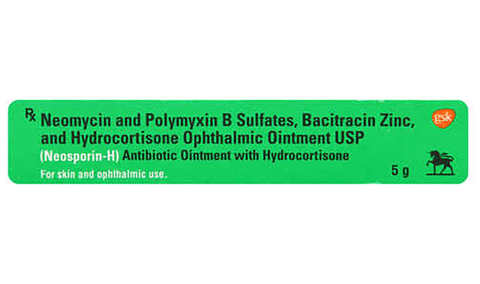 Rx Neomycin and Polymyxin B Sulfates, Bacitracin Zinc,
and Hydrocortisone Ophthalmic Ointment USP
(Neosporin-H) Antibiotic Ointment with Hydrocortisone
For skin and ophthalmic use.
5 g
gsk